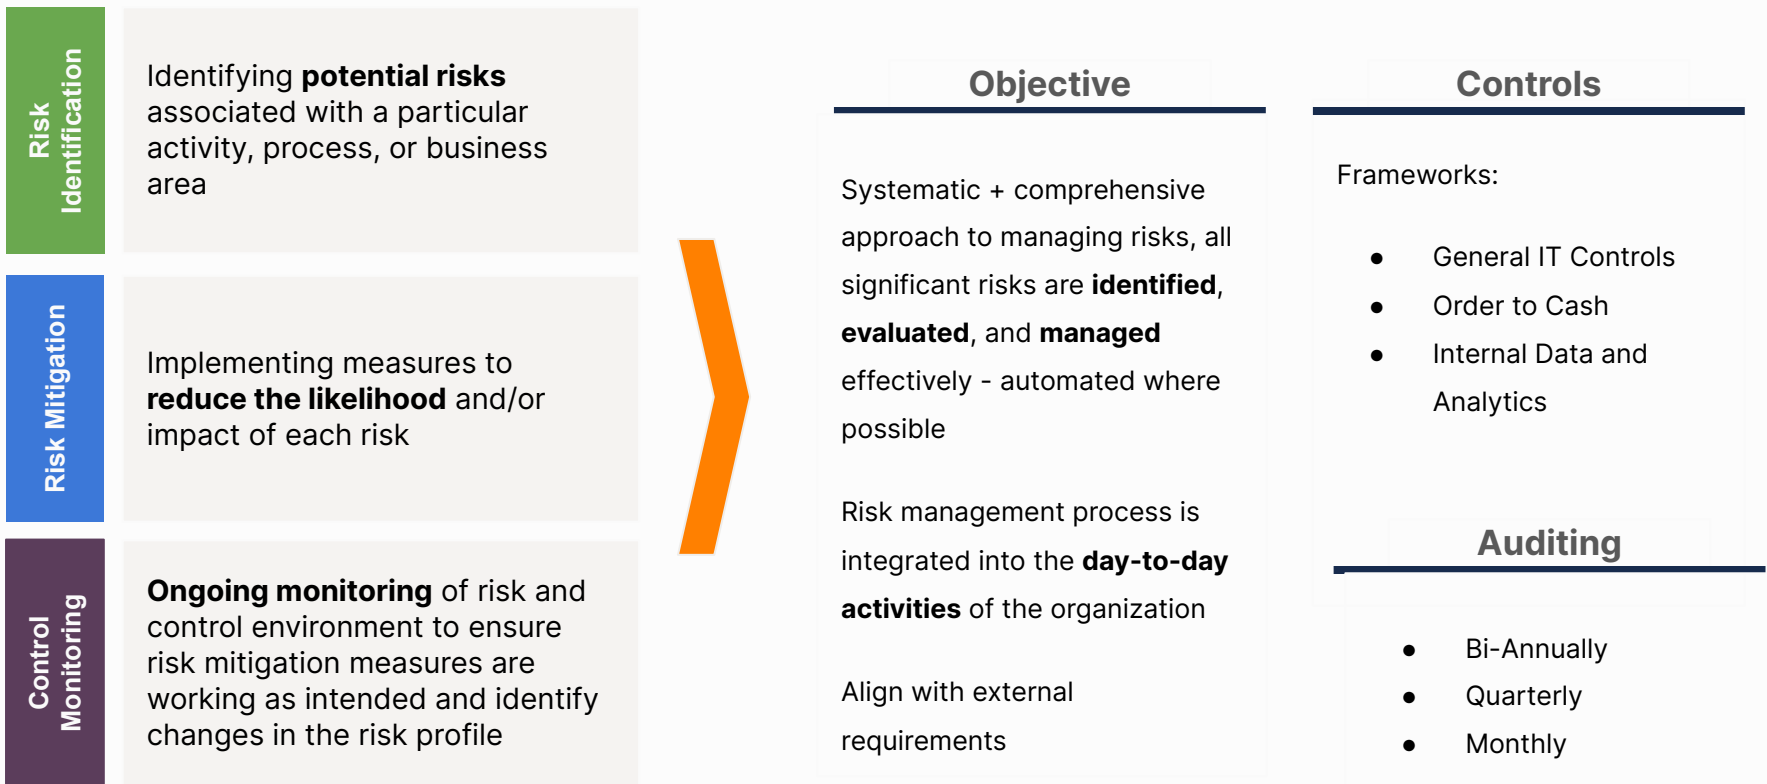 Risk
Identification
Identifying potential risks
associated with a particular
activity, process, or business
area
Risk Mitigation
Implementing measures to
reduce the likelihood and/or
impact of each risk
Control
Monitoring
Ongoing monitoring of risk and
control environment to ensure
risk mitigation measures are
working as intended and identify
changes in the risk profile
Objective
Systematic + comprehensive
approach to managing risks, all
significant risks are identified,
evaluated, and managed
effectively - automated where
possible
Risk management process is
integrated into the day-to-day
activities of the organization
Align with external
requirements
Controls
Frameworks:
● General IT Controls
● Order to Cash
● Internal Data and
Analytics
Auditing
● Bi-Annually
● Quarterly
● Monthly